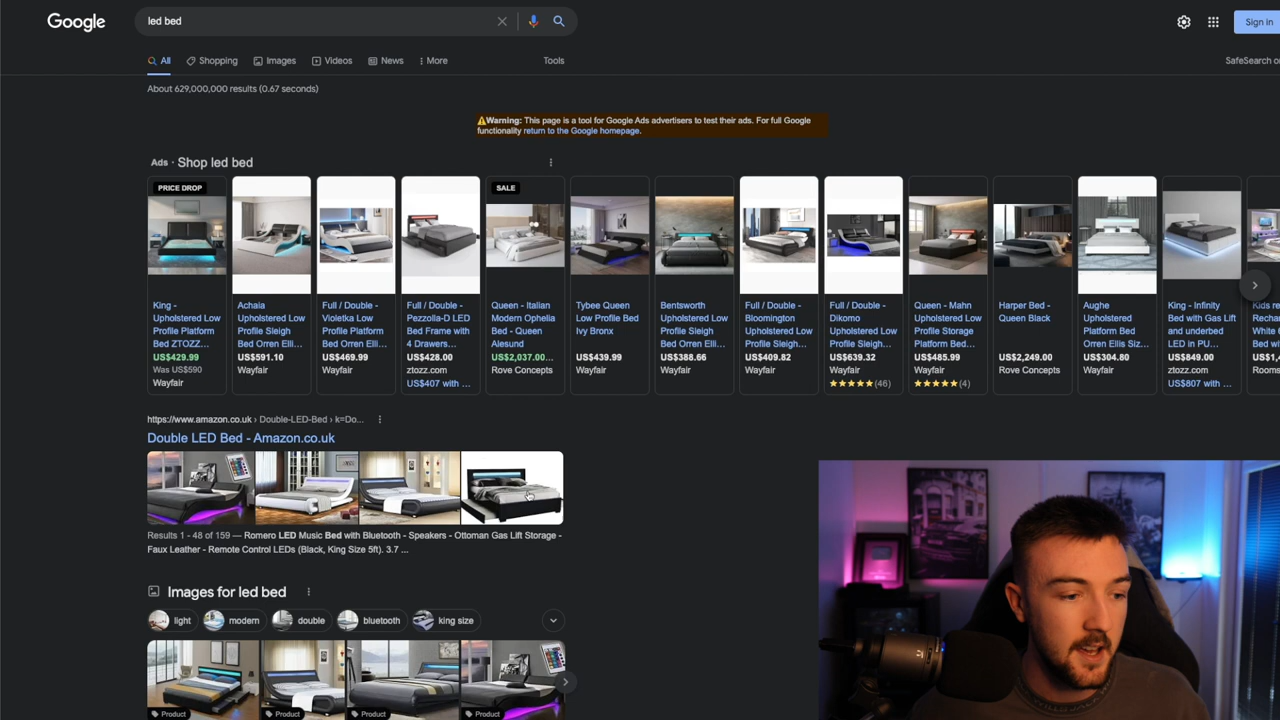 Google
led bed
Sign in
All
Shopping
Images
Videos
News
More
Tools
SafeSearch
About 629,000,000 results (0.67 seconds)
Warning: This page is a tool for Google Ads advertisers to test their ads. For full Google
functionality return to the Google homepage.
Ads · Shop led bed
PRICE DROP
King -
Upholstered Low
Profile Platform
Bed ZTOZZ...
US$429.99
Was US$590
Wayfair
Achaia
Upholstered Low
Profile Sleigh
Bed Orren Elli...
US$591.10
Wayfair
Full / Double -
Violetka Low
Profile Platform
Bed Orren Elli...
US$469.99
Wayfair
Full / Double -
Pezzolla-D LED
Bed Frame with
4 Drawers...
US$428.00
ztozz.com
US$407 with ...
SALE
Queen - Italian
Modern Ophelia
Bed - Queen
Alesund
US$2,037.00...
Rove Concepts
Tybee Queen
Low Profile Bed
Ivy Bronx
US$439.99
Wayfair
Bentsworth
Upholstered Low
Profile Sleigh
Bed Orren Elli...
US$388.66
Wayfair
Full / Double -
Bloomington
Upholstered Low
Profile Sleigh...
US$409.82
Wayfair
Full / Double -
Dikomo
Upholstered Low
Profile Sleigh...
US$639.32
Wayfair
★★★★★(46)
Queen - Mahn
Upholstered Low
Profile Storage
Platform Bed...
US$485.99
Wayfair
★★★★★(4)
Harper Bed -
Queen Black
US$2,249.00
Rove Concepts
Aughe
Upholstered
Platform Bed
Orren Ellis Siz...
US$304.80
Wayfair
King - Infinity
Bed with Gas Lift
and underbed
LED in PU...
US$849.00
ztozz.com
US$807 with ...
Kids
White
Bed
https://www.amazon.co.uk › Double-LED-Bed › k=Do...
Double LED Bed - Amazon.co.uk
Results 1 - 48 of 159 — Romero LED Music Bed with Bluetooth - Speakers - Ottoman Gas Lift Storage -
Faux Leather - Remote Control LEDs (Black, King Size 5ft). 3.7 ...
Images for led bed
light
modern
double
bluetooth
king size
Product
Product
Product
Product